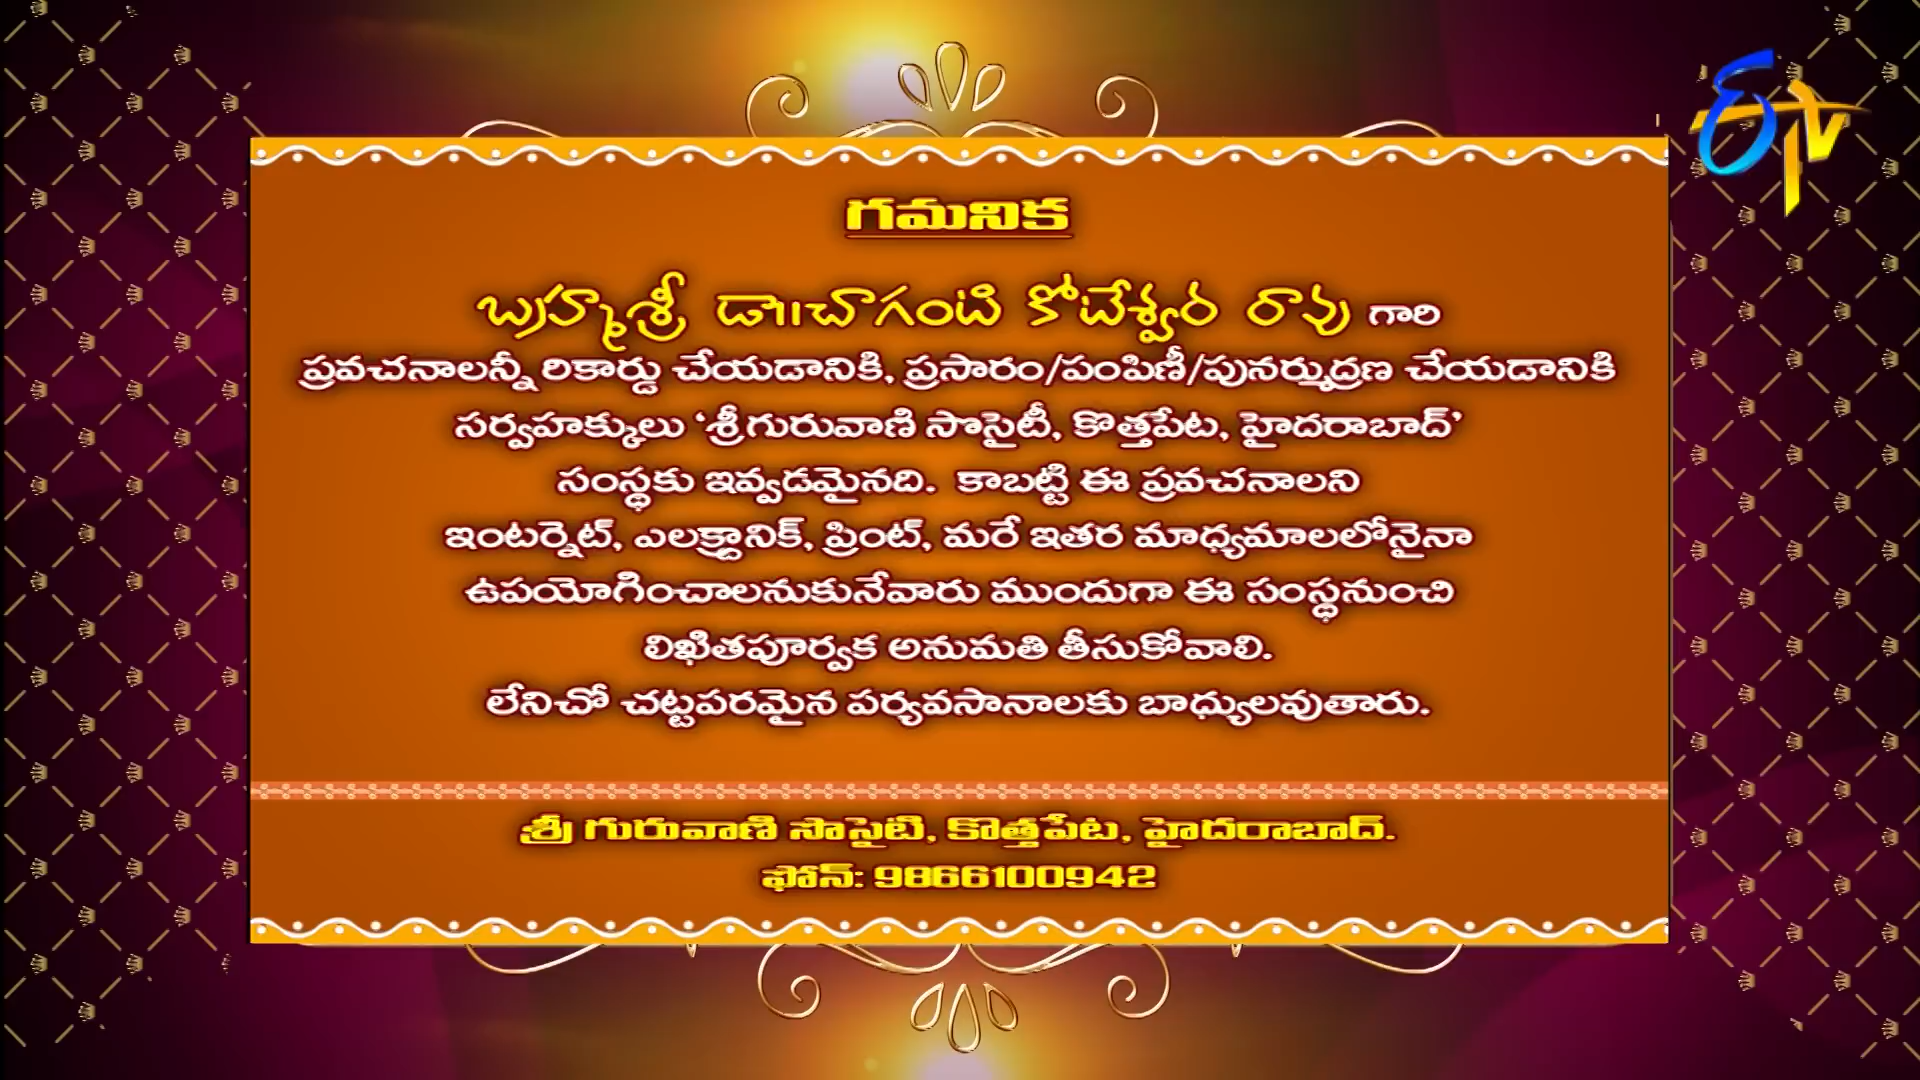 ఈTV
గమనిక
బ్రహ్మశ్రీ డా॥చాగంటి కోటేశ్వర రావు గారి
ప్రవచనాలన్నీ రికార్డు చేయడానికి, ప్రసారం/పంపిణీ/పునర్ముద్రణ చేయడానికి
సర్వహక్కులు ‘శ్రీగురువాణి సొసైటీ, కొత్తపేట, హైదరాబాద్’
సంస్థకు ఇవ్వడమైనది. కాబట్టి ఈ ప్రవచనాలని
ఇంటర్నెట్, ఎలక్ట్రానిక్, ప్రింట్, మరే ఇతర మాధ్యమాలలోనైనా
ఉపయోగించాలనుకునేవారు ముందుగా ఈ సంస్థనుంచి
లిఖితపూర్వక అనుమతి తీసుకోవాలి.
లేనిచో చట్టపరమైన పర్యవసానాలకు బాధ్యులవుతారు.
శ్రీ గురువాణి సొసైటి, కొత్తపేట, హైదరాబాద్.
ఫోన్: 9866100942